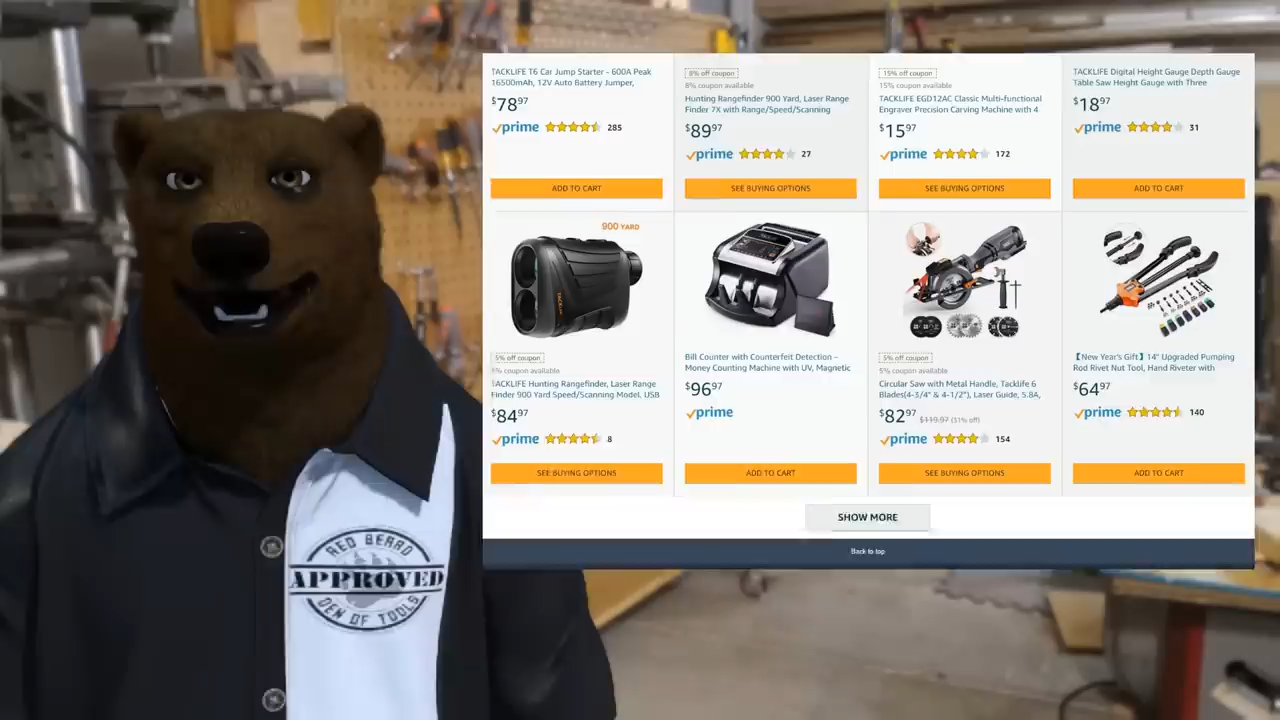 TACKLIFE T6 Car Jump Starter - 600A Peak
16500mAh, 12V Auto Battery Jumper,
$78.97
prime 285
ADD TO CART
8% off coupon
8% coupon available
Hunting Rangefinder 900 Yard, Laser Range
Finder 7X with Range/Speed/Scanning
$89.97
prime 27
SEE BUYING OPTIONS
15% off coupon
15% coupon available
TACKLIFE EGD12AC Classic Multi-functional
Engraver Precision Carving Machine with 4
$15.97
prime 172
SEE BUYING OPTIONS
TACKLIFE Digital Height Gauge Depth Gauge
Table Saw Height Gauge with Three
$18.97
prime 31
ADD TO CART
900 YARD
5% off coupon
5% coupon available
TACKLIFE Hunting Rangefinder, Laser Range
Finder 900 Yard Speed/Scanning Model, USB
$84.97
prime 8
SEE BUYING OPTIONS
Bill Counter with Counterfeit Detection -
Money Counting Machine with UV, Magnetic
$96.97
prime
ADD TO CART
5% off coupon
5% coupon available
Circular Saw with Metal Handle, Tacklife 6
Blades(4-3/4" & 4-1/2"), Laser Guide, 5.8A,
$82.97 $119.97 (31% off)
prime 154
SEE BUYING OPTIONS
【New Year's Gift】14" Upgraded Pumping
Rod Rivet Nut Tool, Hand Riveter with
$64.97
prime 140
ADD TO CART
SHOW MORE
Back to top
RED BEARD
APPROVED
DEN OF TOOLS